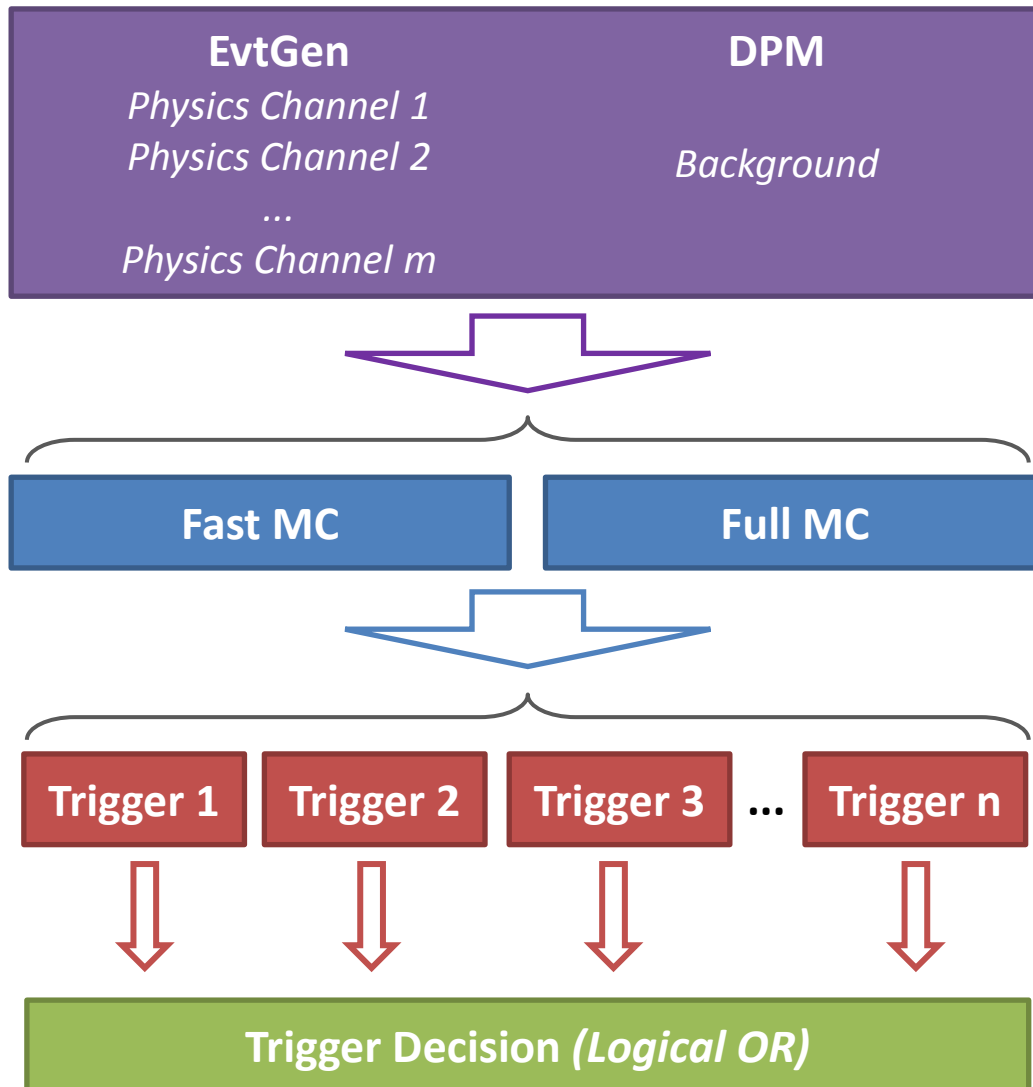 EvtGen
Physics Channel 1
Physics Channel 2
...
Physics Channel m
DPM
Background
Fast MC
Full MC
Trigger 1
Trigger 2
Trigger 3
...
Trigger n
Trigger Decision (Logical OR)